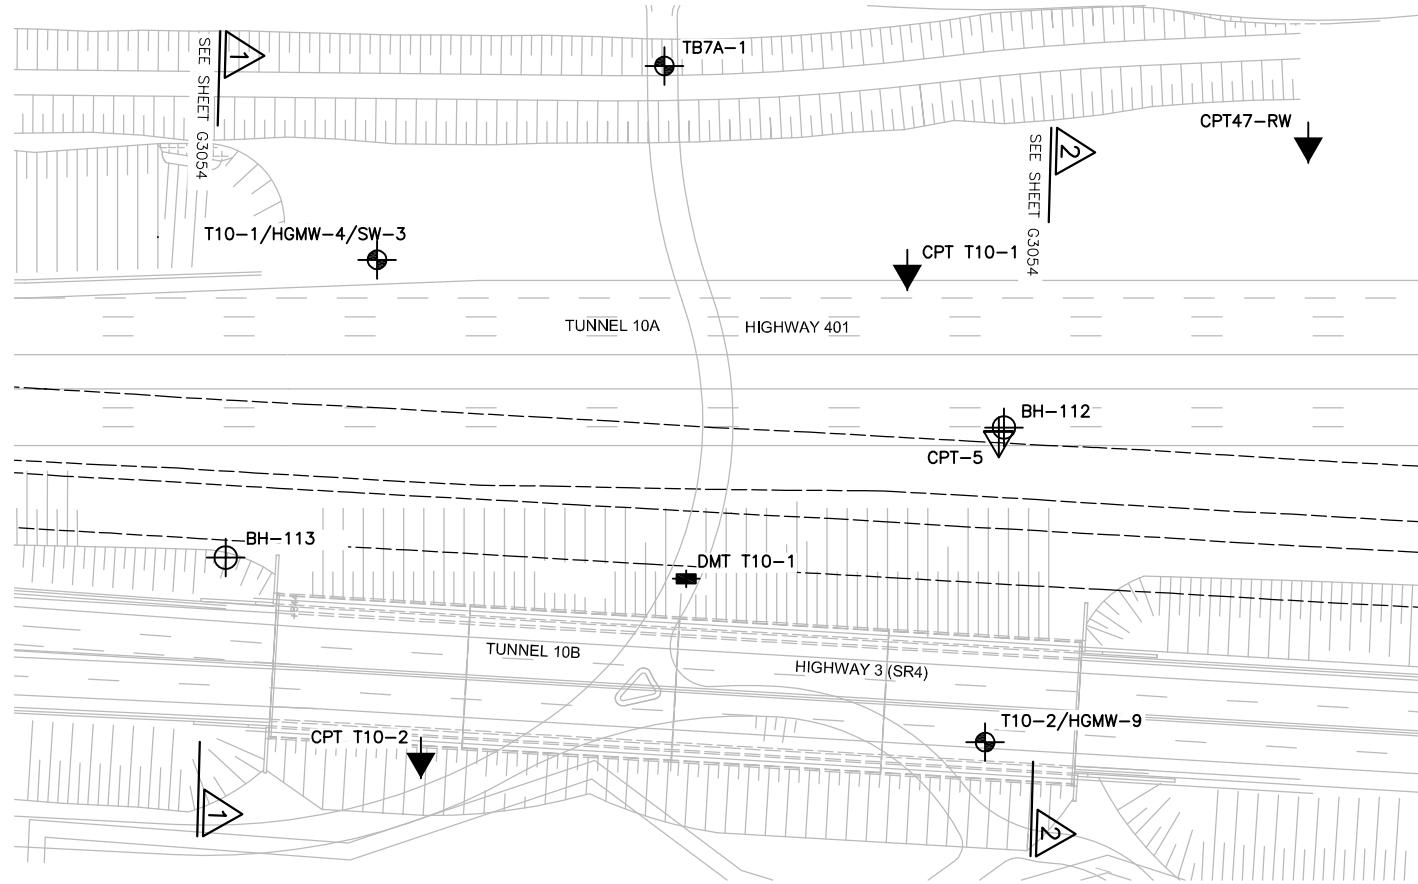 TB7A-1
1
SEE SHEET G3054
CPT47-RW
2
SEE SHEET G3054
T10-1/HGMW-4/SW-3
CPT T10-1
TUNNEL 10A
HIGHWAY 401
BH-112
CPT-5
BH-113
DMT T10-1
TUNNEL 10B
HIGHWAY 3 (SR4)
T10-2/HGMW-9
CPT T10-2
1
2